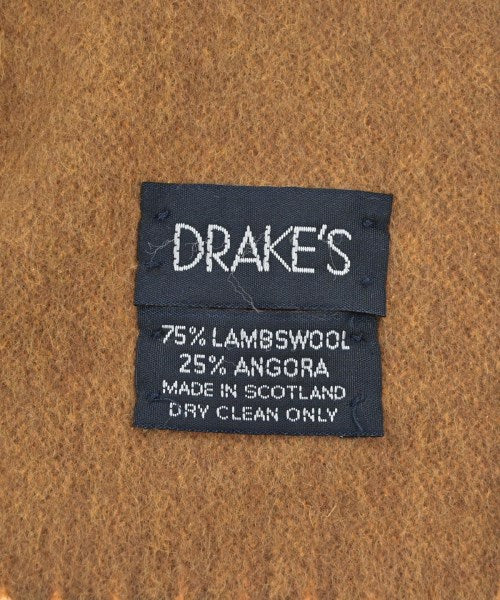 DRAKE'S
75% LAMBSWOOL
25% ANGORA
MADE IN SCOTLAND
DRY CLEAN ONLY